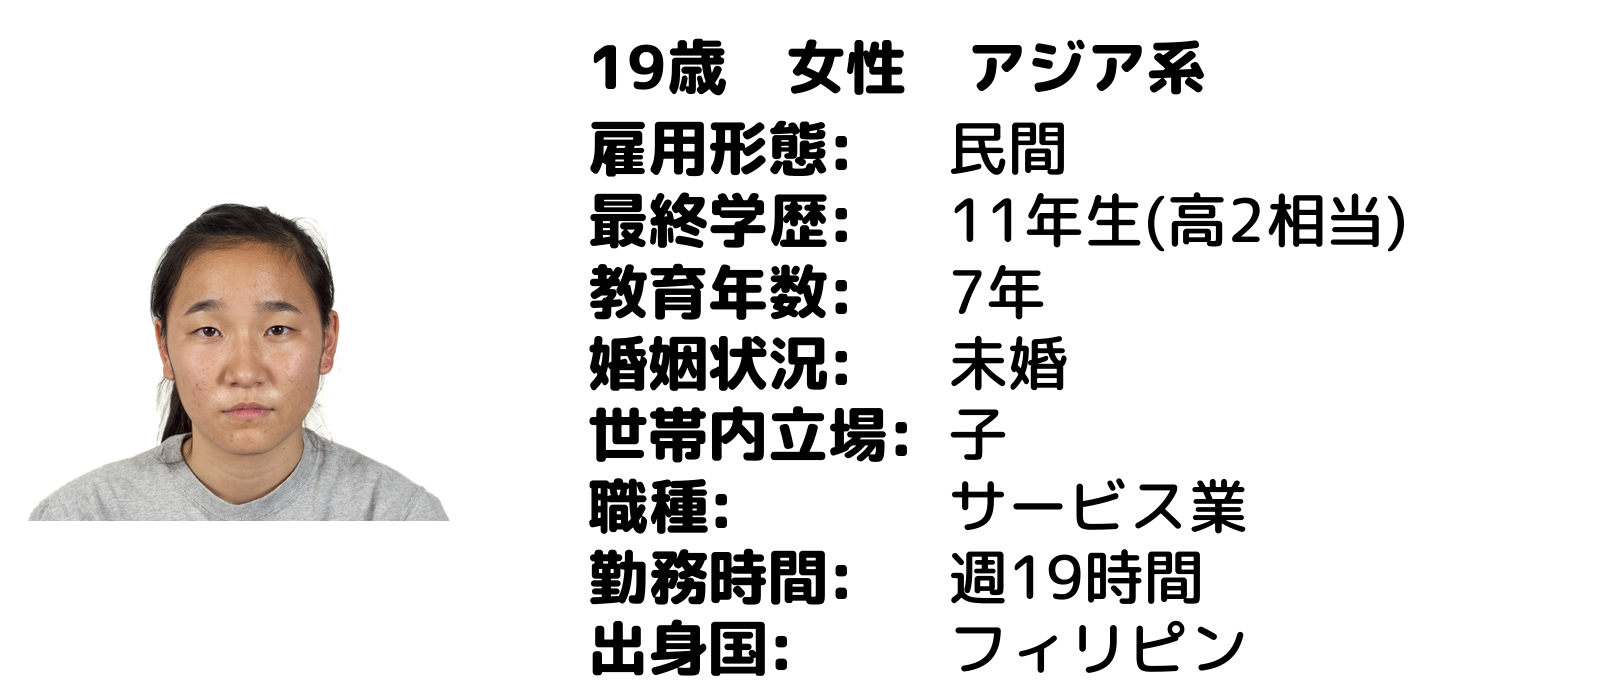 19歳　女性　アジア系
雇用形態:　民間
最終学歴:　11年生(高2相当)
教育年数:　7年
婚姻状況:　未婚
世帯内立場:　子
職種:　サービス業
勤務時間:　週19時間
出身国:　フィリピン